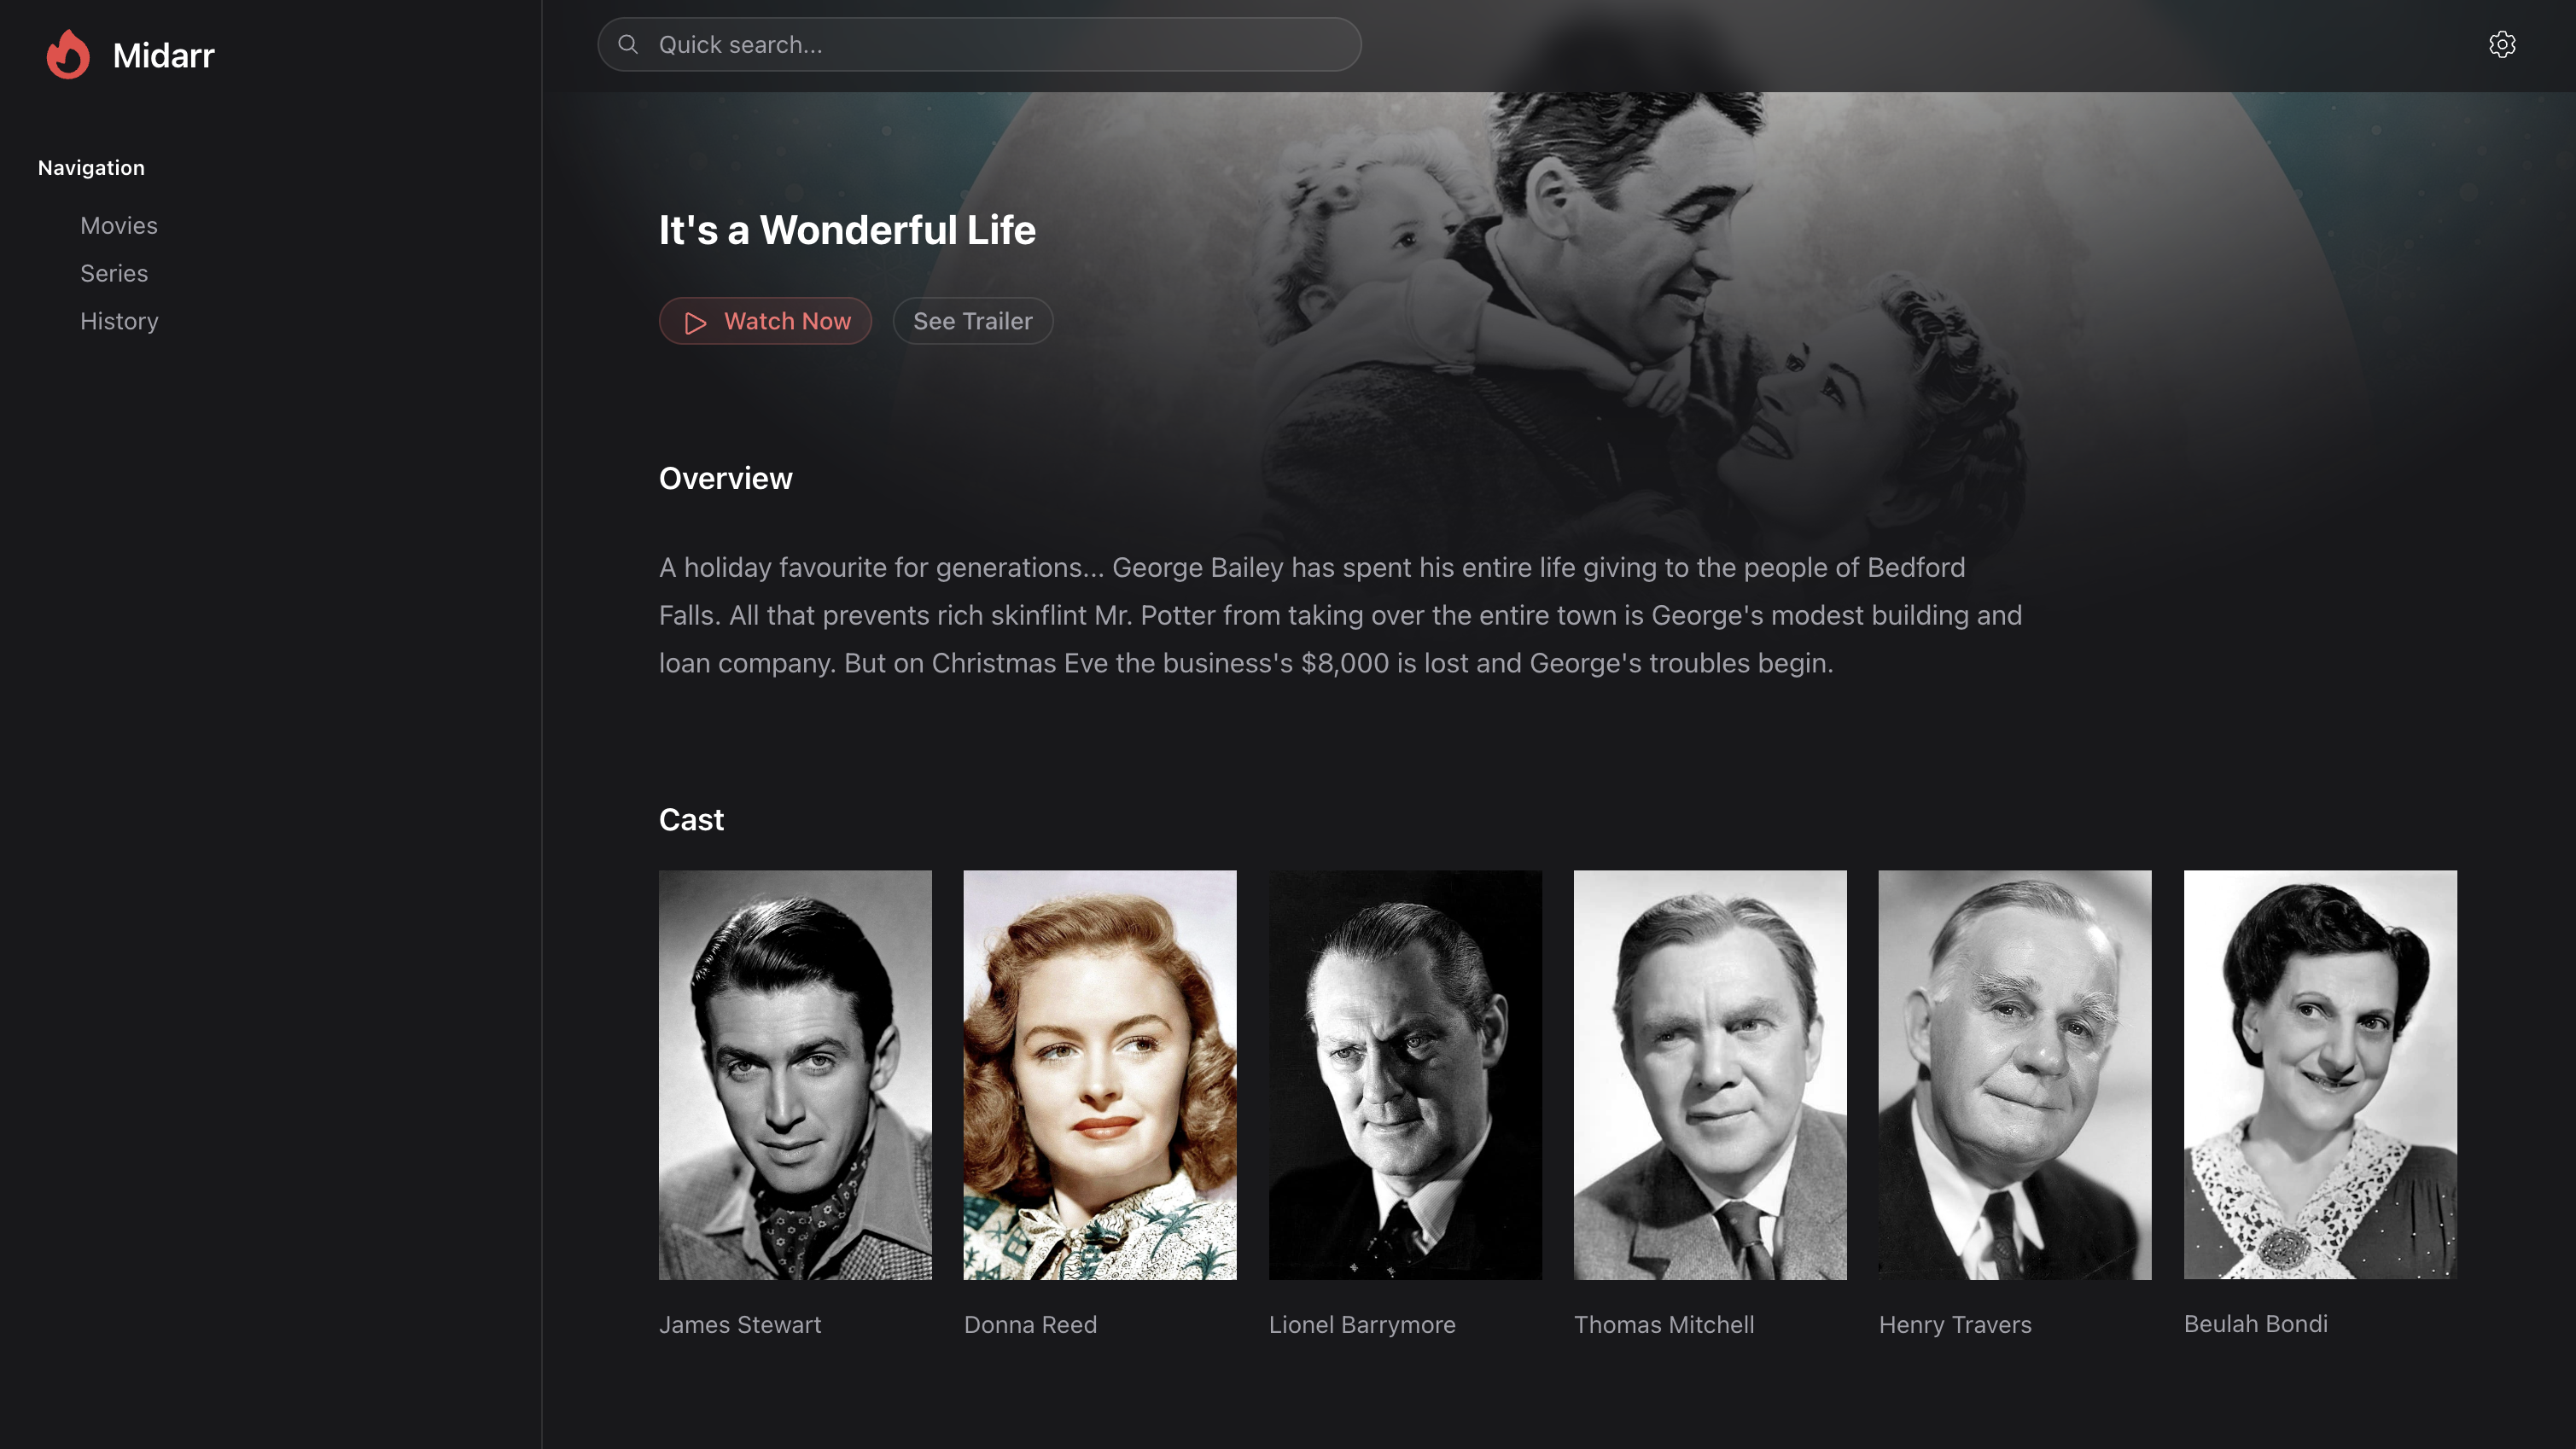 Midarr
Quick search...
Navigation
Movies
Series
History
It's a Wonderful Life
Watch Now
See Trailer
Overview
A holiday favourite for generations... George Bailey has spent his entire life giving to the people of Bedford
Falls. All that prevents rich skinflint Mr. Potter from taking over the entire town is George's modest building and
loan company. But on Christmas Eve the business's $8,000 is lost and George's troubles begin.
Cast
James Stewart
Donna Reed
Lionel Barrymore
Thomas Mitchell
Henry Travers
Beulah Bondi